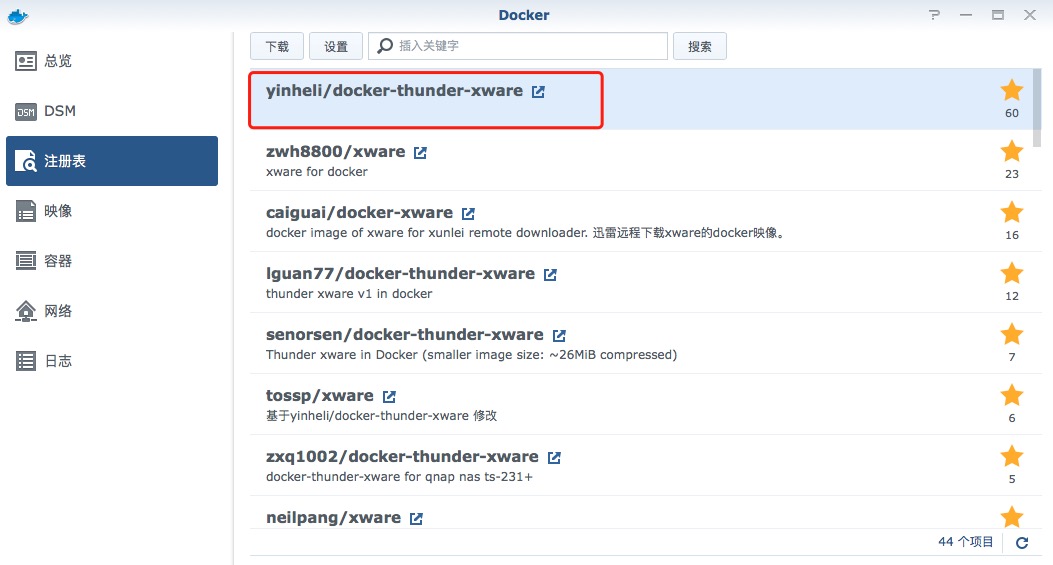 Docker
总览
DSM
DSM
注册表
映像
容器
网络
日志
下载
设置
插入关键字
搜索
yinheli/docker-thunder-xware
60
zwh8800/xware
xware for docker
23
caiguai/docker-xware
docker image of xware for xunlei remote downloader. 迅雷远程下载xware的docker映像。
16
lguan77/docker-thunder-xware
thunder xware v1 in docker
12
senorsen/docker-thunder-xware
Thunder xware in Docker (smaller image size: ~26MiB compressed)
7
tossp/xware
基于yinheli/docker-thunder-xware 修改
6
zxq1002/docker-thunder-xware
docker-thunder-xware for qnap nas ts-231+
5
neilpang/xware
44 个项目